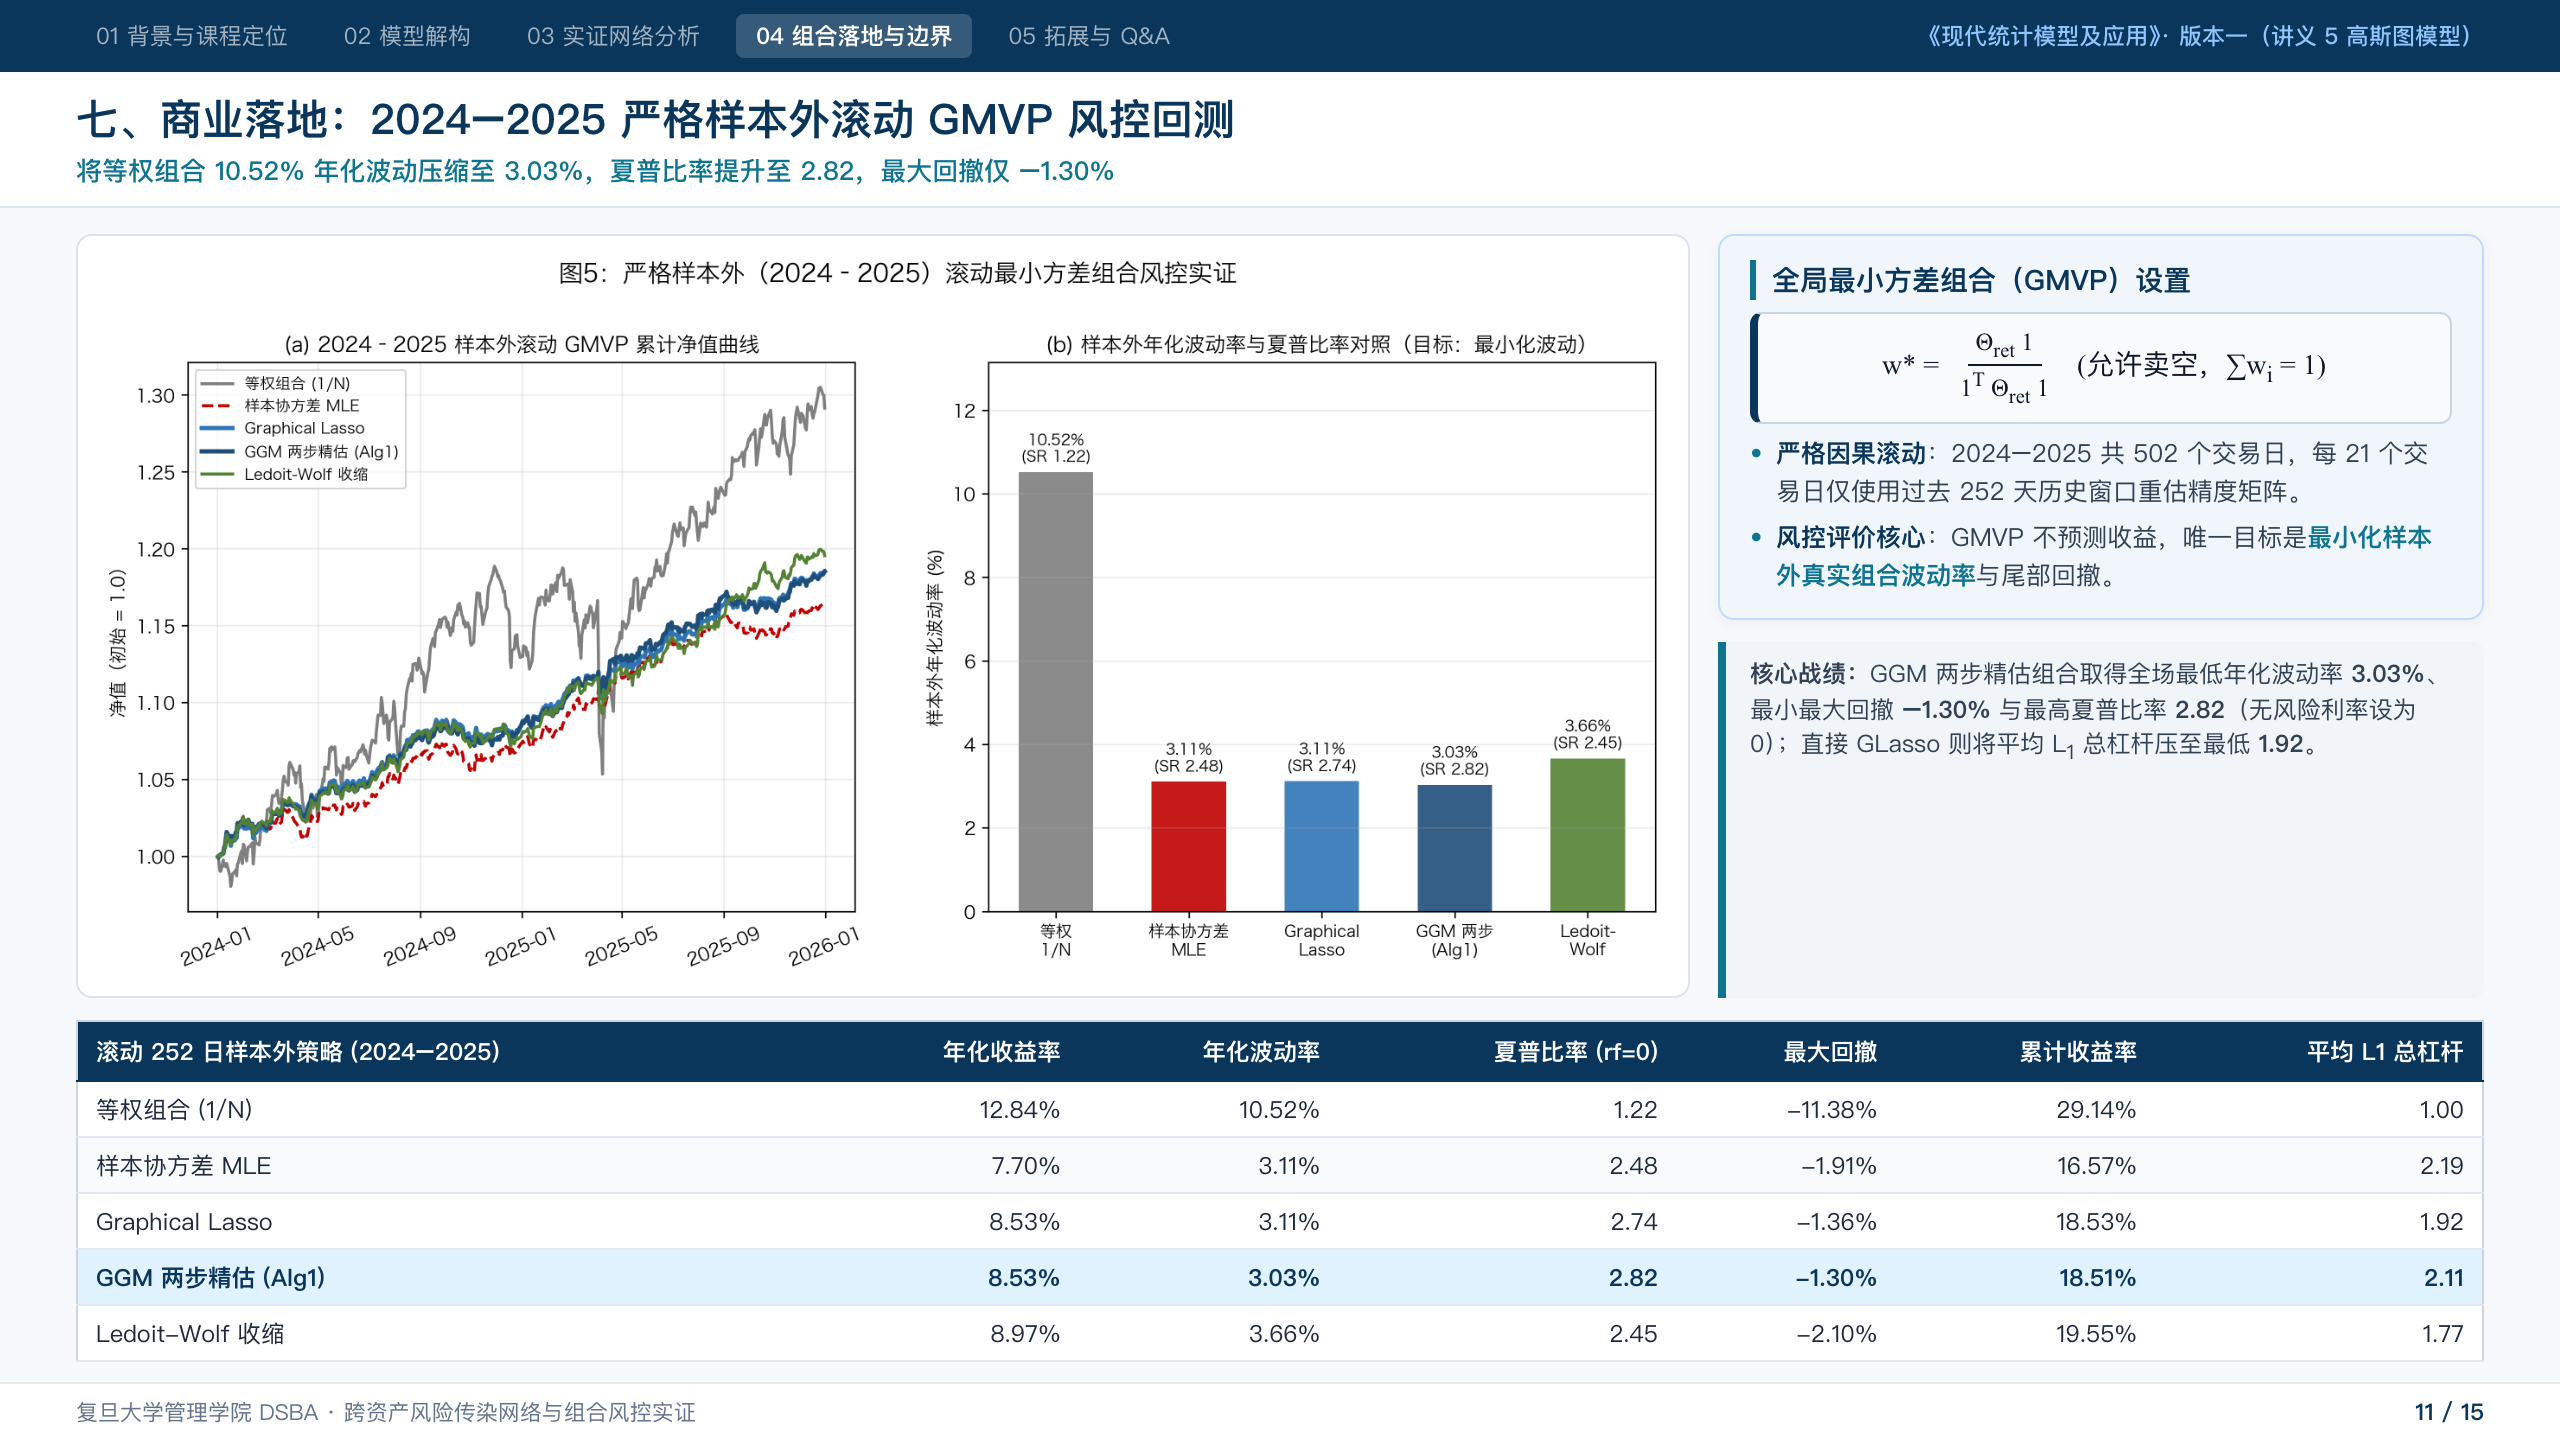 01 背景与课程定位
02 模型解构
03 实证网络分析
04 组合落地与边界
05 拓展与 Q&A
《现代统计模型及应用》· 版本一（讲义 5 高斯图模型）
七、商业落地：2024—2025 严格样本外滚动 GMVP 风控回测
将等权组合 10.52% 年化波动压缩至 3.03%，夏普比率提升至 2.82，最大回撤仅 —1.30%
图5：严格样本外（2024 - 2025）滚动最小方差组合风控实证
(a) 2024 - 2025 样本外滚动 GMVP 累计净值曲线
净值（初始 = 1.0）
1.30
1.25
1.20
1.15
1.10
1.05
1.00
等权组合 (1/N)
样本协方差 MLE
Graphical Lasso
GGM 两步精估 (Alg1)
Ledoit-Wolf 收缩
2024-01
2024-05
2024-09
2025-01
2025-05
2025-09
2026-01
(b) 样本外年化波动率与夏普比率对照（目标：最小化波动）
样本外年化波动率 (%)
12
10
8
6
4
2
0
10.52%
(SR 1.22)
3.11%
(SR 2.48)
3.11%
(SR 2.74)
3.03%
(SR 2.82)
3.66%
(SR 2.45)
等权
1/N
样本协方差
MLE
Graphical
Lasso
GGM 两步
(Alg1)
Ledoit-
Wolf
全局最小方差组合（GMVP）设置
w* = Θret 1 / 1T Θret 1 (允许卖空，∑wi = 1)
• 严格因果滚动：2024—2025 共 502 个交易日，每 21 个交
易日仅使用过去 252 天历史窗口重估精度矩阵。
• 风控评价核心：GMVP 不预测收益，唯一目标是最小化样本
外真实组合波动率与尾部回撤。
核心战绩：GGM 两步精估组合取得全场最低年化波动率 3.03%、
最小最大回撤 —1.30% 与最高夏普比率 2.82（无风险利率设为
0）；直接 GLasso 则将平均 L1 总杠杆压至最低 1.92。
滚动 252 日样本外策略 (2024—2025) 年化收益率 年化波动率 夏普比率 (rf=0) 最大回撤 累计收益率 平均 L1 总杠杆
等权组合 (1/N) 12.84% 10.52% 1.22 –11.38% 29.14% 1.00
样本协方差 MLE 7.70% 3.11% 2.48 –1.91% 16.57% 2.19
Graphical Lasso 8.53% 3.11% 2.74 –1.36% 18.53% 1.92
GGM 两步精估 (Alg1) 8.53% 3.03% 2.82 –1.30% 18.51% 2.11
Ledoit–Wolf 收缩 8.97% 3.66% 2.45 –2.10% 19.55% 1.77
复旦大学管理学院 DSBA · 跨资产风险传染网络与组合风控实证
11 / 15